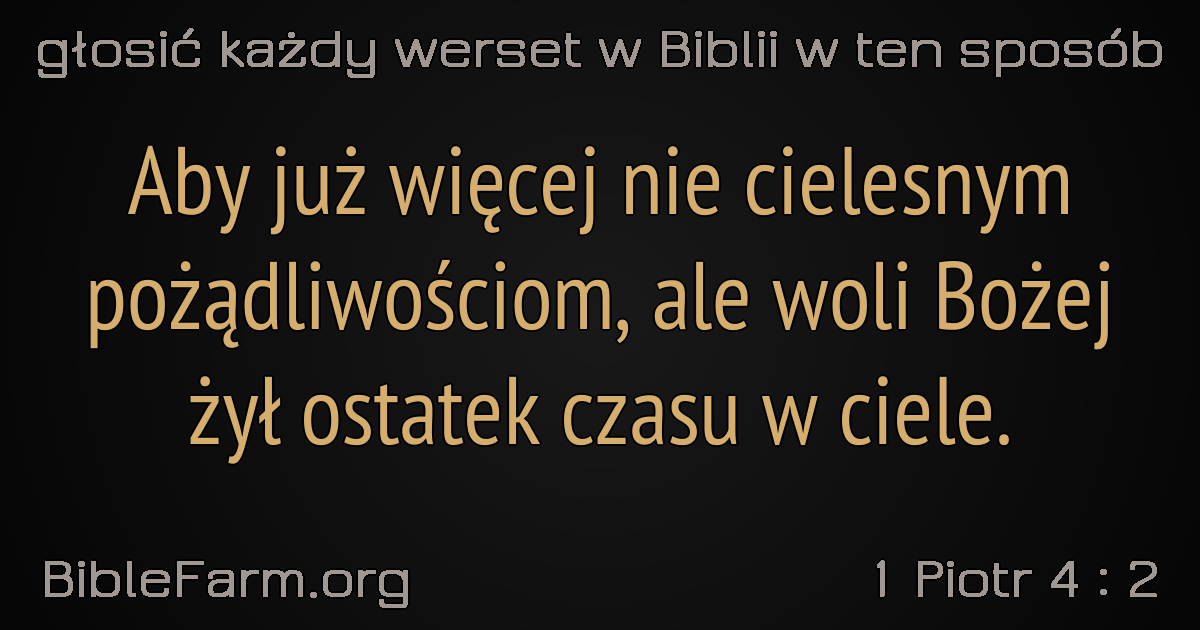 głosić każdy werset w Biblii w ten sposób
Aby już więcej nie cielesnym
pożądliwościom, ale woli Bożej
żył ostatek czasu w ciele.
BibleFarm.org
1 Piotr 4 : 2